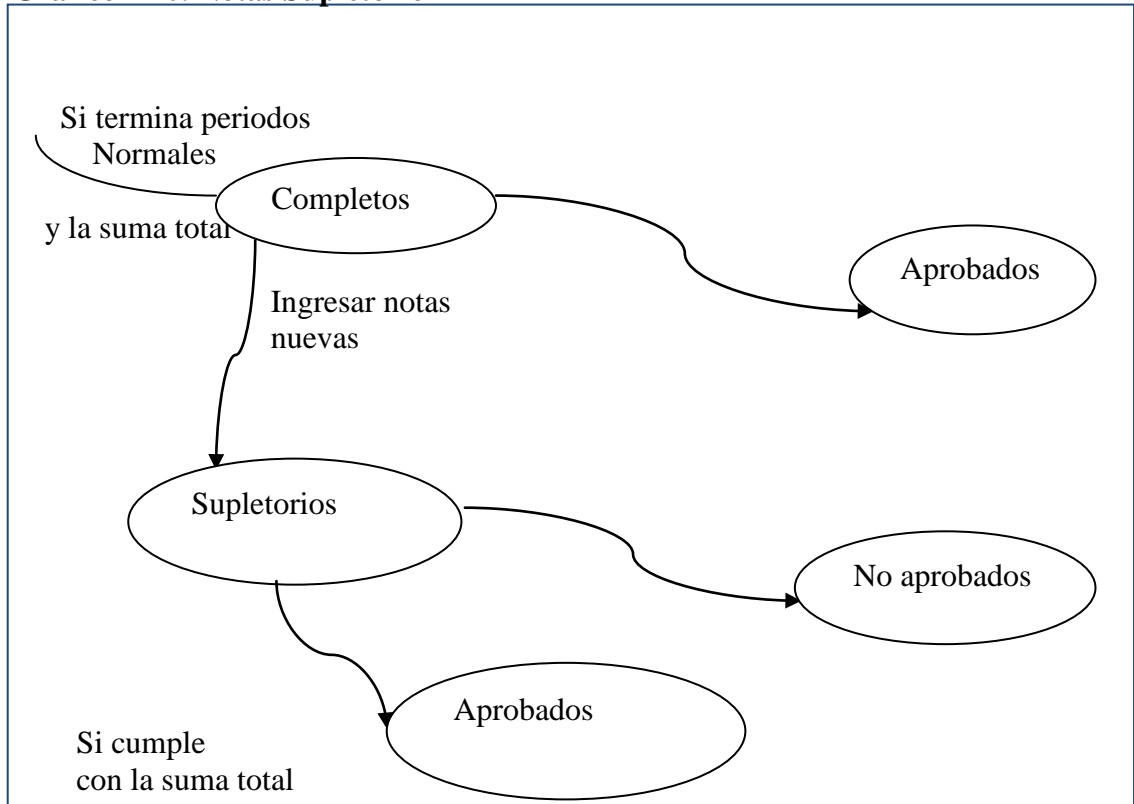 Si termina periodos
Normales
Completos
y la suma total
Aprobados
Ingresar notas
nuevas
Supletorios
No aprobados
Aprobados
Si cumple
con la suma total